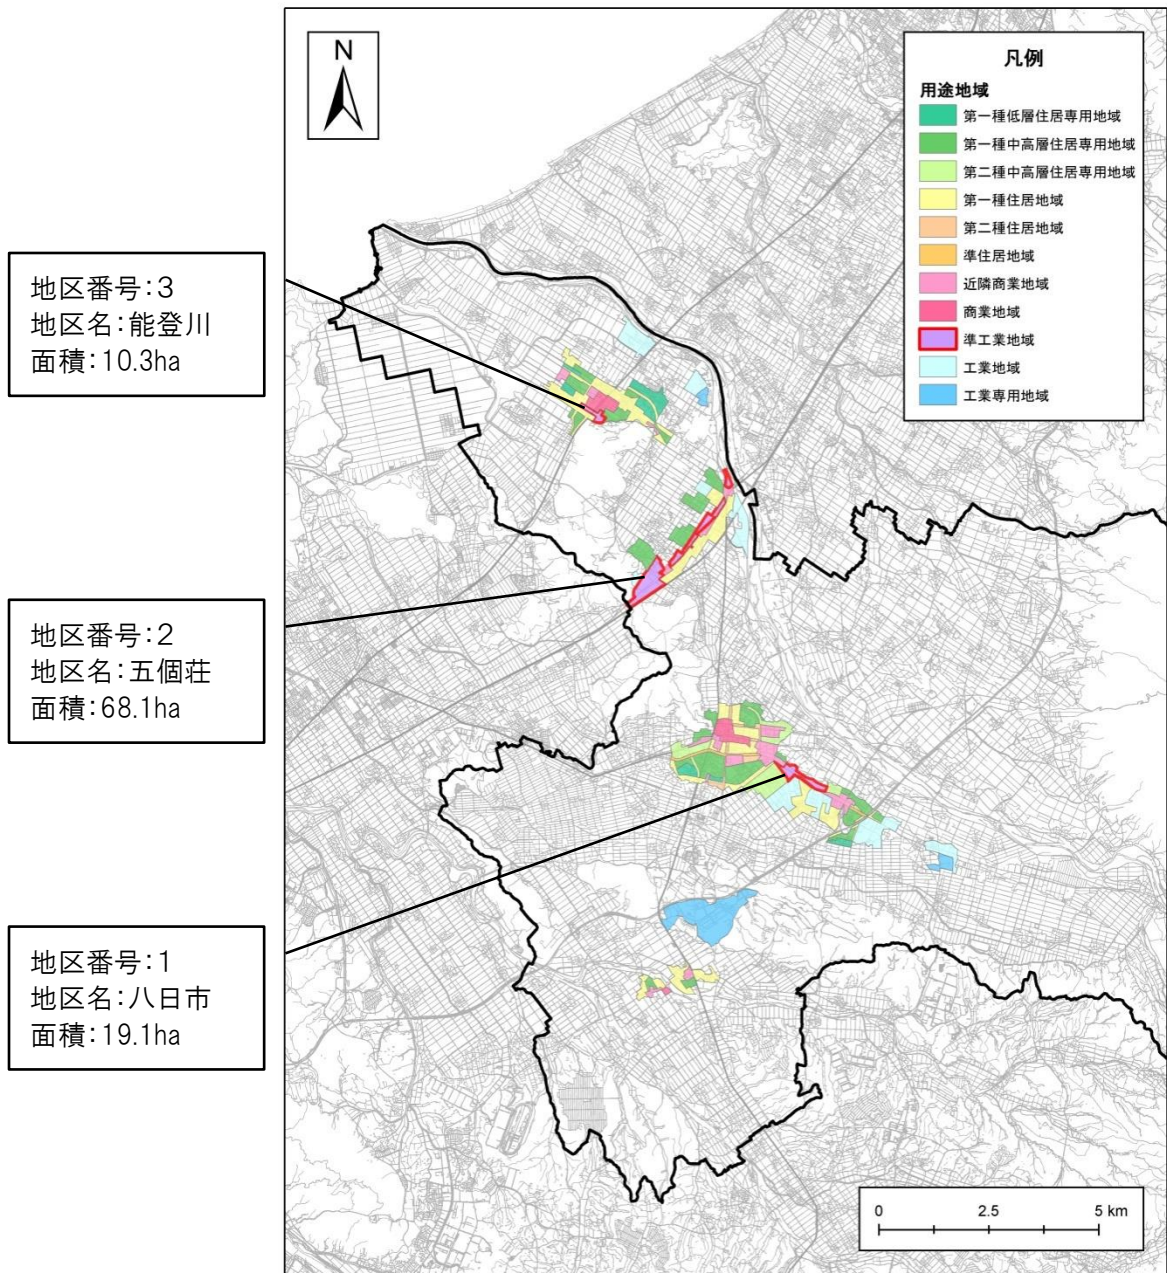 N
凡例
用途地域
第一種低層住居専用地域
第一種中高層住居専用地域
第二種中高層住居専用地域
第一種住居地域
第二種住居地域
準住居地域
近隣商業地域
商業地域
準工業地域
工業地域
工業専用地域
地区番号:3
地区名:能登川
面積:10.3ha
地区番号:2
地区名:五個荘
面積:68.1ha
地区番号:1
地区名:八日市
面積:19.1ha
0 2.5 5 km